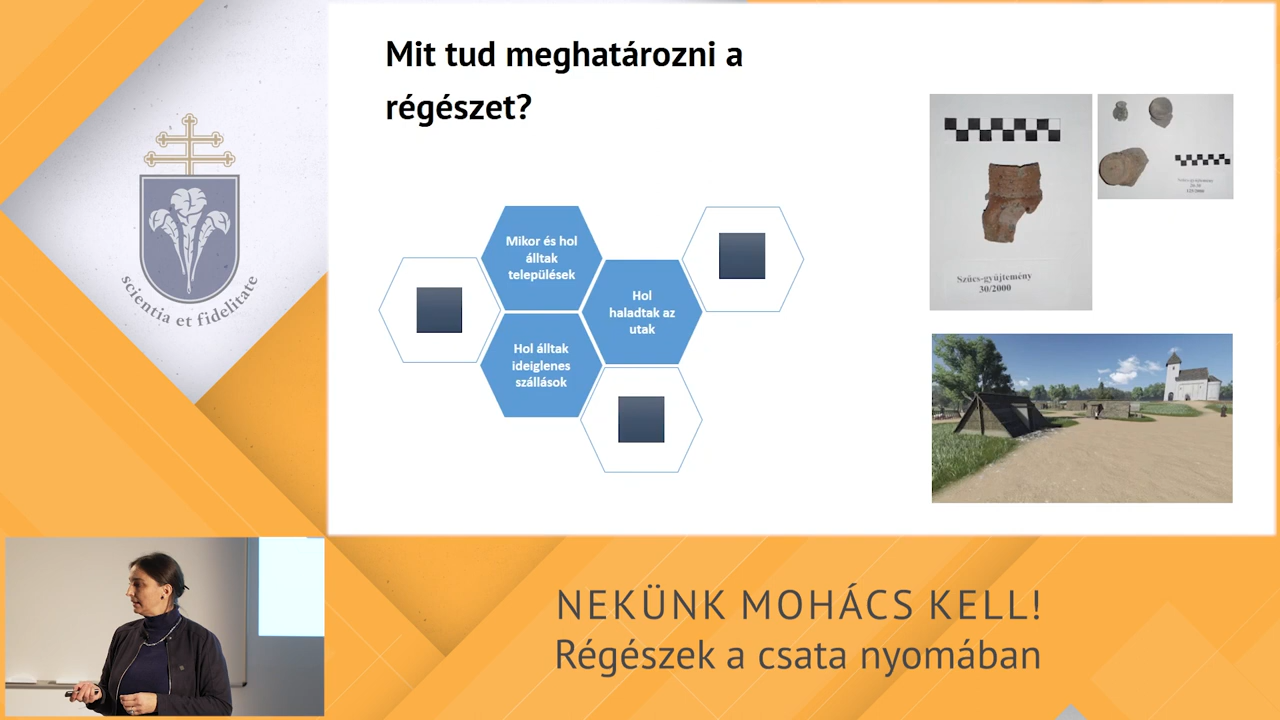 Mit tud meghatározni a
régészet?
Mikor és hol
álltak
települések
Hol
haladtak az
utak
Hol álltak
ideiglenes
szállások
Szücs-gyűjtemény
30/2000
scientia et fidelitate
NEKÜNK MOHÁCS KELL!
Régészek a csata nyomában